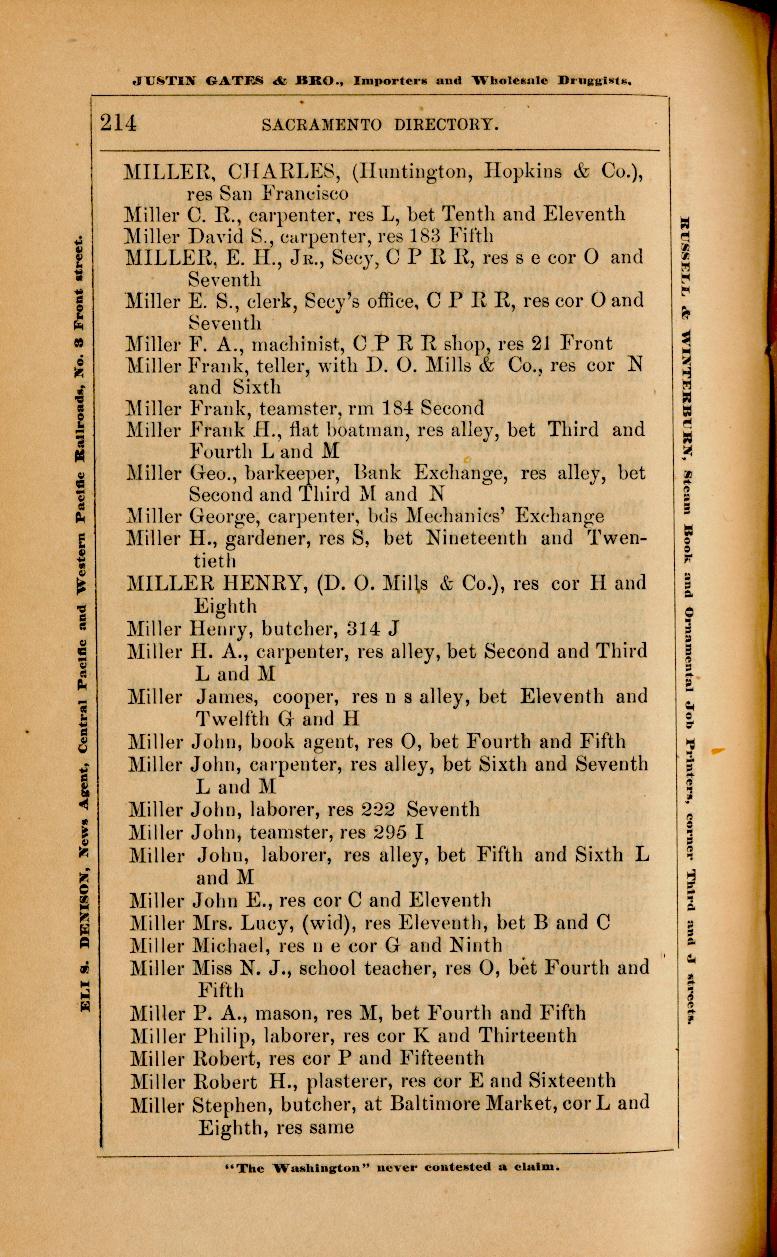 JUSTIN GATES & BRO., Importers and Wholesale Druggists.
214 SACRAMENTO DIRECTORY.
MILLER, CHARLES, (Huntington, Hopkins & Co.),
res San Francisco
Miller C. R., carpenter, res L, bet Tenth and Eleventh
Miller David S., carpenter, res 183 Fifth
MILLER, E. H., JR., Secy, C P R R, res s e cor O and
Seventh
Miller E. S., clerk, Secy's office, C P R R, res cor O and
Seventh
Miller F. A., machinist, C P R R shop, res 21 Front
Miller Frank, teller, with D. O. Mills & Co., res cor N
and Sixth
Miller Frank, teamster, rm 184 Second
Miller Frank H., flat boatman, res alley, bet Third and
Fourth L and M
Miller Geo., barkeeper, Bank Exchange, res alley, bet
Second and Third M and N
Miller George, carpenter, bds Mechanics' Exchange
Miller H., gardener, res S, bet Nineteenth and Twen-
tieth
MILLER HENRY, (D. O. Mills & Co.), res cor H and
Eighth
Miller Henry, butcher, 314 J
Miller H. A., carpenter, res alley, bet Second and Third
L and M
Miller James, cooper, res n s alley, bet Eleventh and
Twelfth G and H
Miller John, book agent, res O, bet Fourth and Fifth
Miller John, carpenter, res alley, bet Sixth and Seventh
L and M
Miller John, laborer, res 222 Seventh
Miller John, teamster, res 295 I
Miller John, laborer, res alley, bet Fifth and Sixth L
and M
Miller John E., res cor C and Eleventh
Miller Mrs. Lucy, (wid), res Eleventh, bet B and C
Miller Michael, res n e cor G and Ninth
Miller Miss N. J., school teacher, res O, bet Fourth and
Fifth
Miller P. A., mason, res M, bet Fourth and Fifth
Miller Philip, laborer, res cor K and Thirteenth
Miller Robert, res cor P and Fifteenth
Miller Robert H., plasterer, res cor E and Sixteenth
Miller Stephen, butcher, at Baltimore Market, cor L and
Eighth, res same
"The Washington" never contested a claim.
ELI S. DENISON, News Agent, Central Pacific and Western Pacific Railroads, No. 3 Front street.
RUSSELL & WINTERBURN, Steam Book and Ornamental Job Printers, corner Third and J streets.